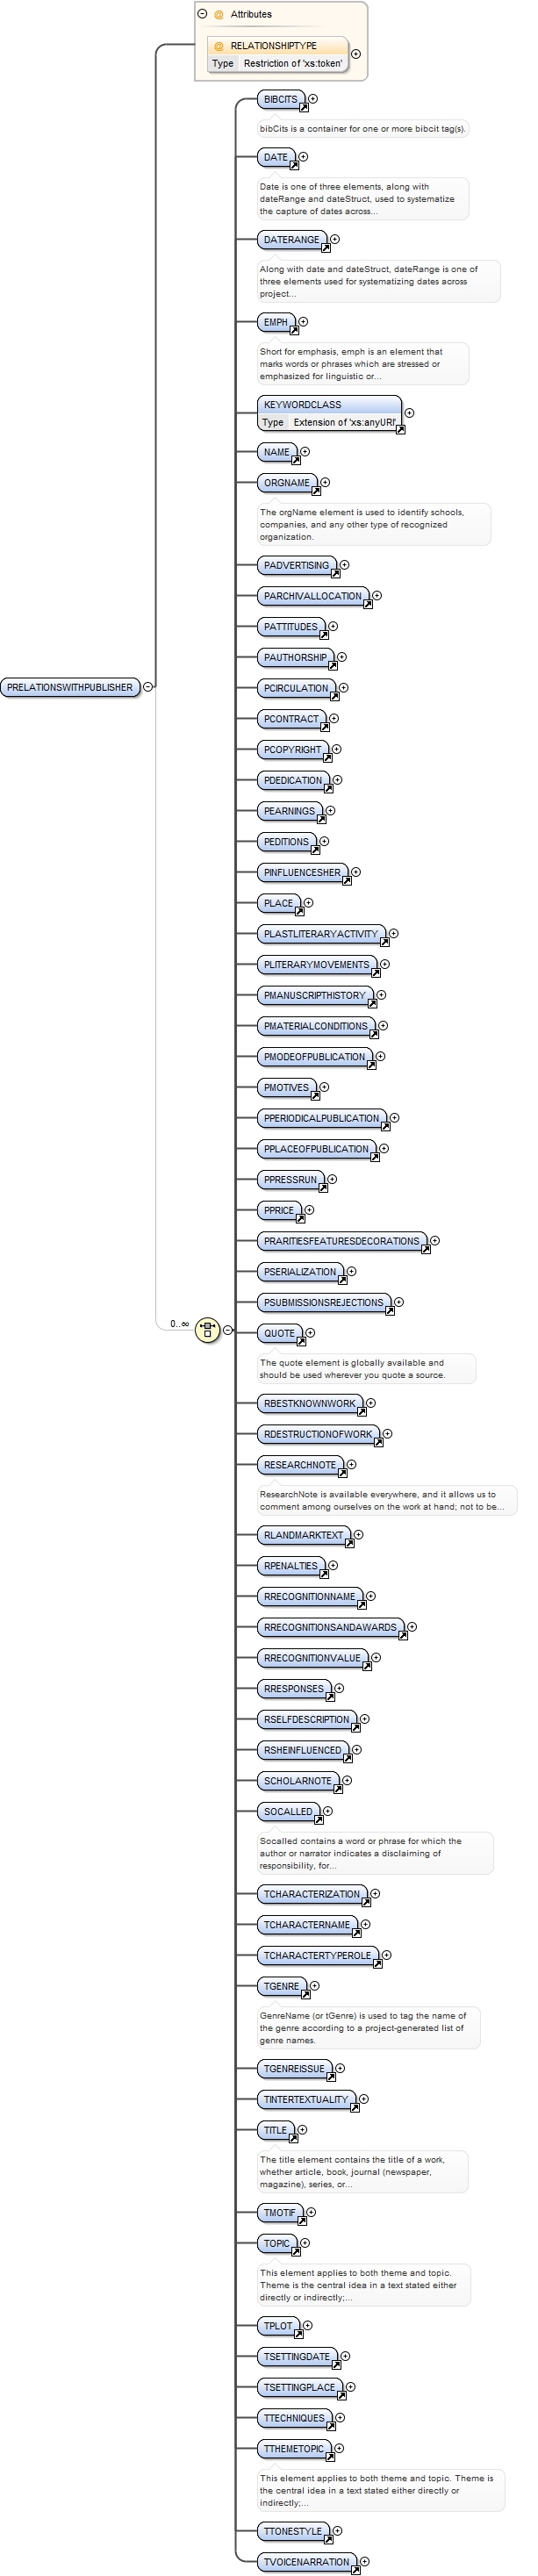 Attributes
RELATIONSHIPTYPE
Type Restriction of 'xs:token'
BIBCITS
bibCits is a container for one or more bibcit tag(s).
DATE
Date is one of three elements, along with
dateRange and dateStruct, used to systematize
the capture of dates across...
DATERANGE
Along with date and dateStruct, dateRange is one of
three elements used for systematizing dates across
project...
EMPH
Short for emphasis, emph is an element that
marks words or phrases which are stressed or
emphasized for linguistic or...
KEYWORDCLASS
Type Extension of 'xs:anyURI'
NAME
ORGNAME
The orgName element is used to identify schools,
companies, and any other type of recognized
organization.
PADVERTISING
PARCHIVALLOCATION
PATTITUDES
PAUTHORSHIP
PRELATIONSWITHPUBLISHER
PCIRCULATION
PCONTRACT
PCOPYRIGHT
PDEDICATION
PEARNINGS
PEDITIONS
PINFLUENCESHER
PLACE
PLASTLITERARYACTIVITY
PLITERARYMOVEMENTS
PMANUSCRIPTHISTORY
PMATERIALCONDITIONS
PMODEOFPUBLICATION
PMOTIVES
PPERIODICALPUBLICATION
PPLACEOFPUBLICATION
PPRESSRUN
PPRICE
PRARITIESFEATURESDECORATIONS
PSERIALIZATION
PSUBMISSIONSREJECTIONS
0..∞
QUOTE
The quote element is globally available and
should be used wherever you quote a source.
RBESTKNOWNWORK
RDESTRUCTIONOFWORK
RESEARCHNOTE
ResearchNote is available everywhere, and it allows us to
comment among ourselves on the work at hand; not to be...
RLANDMARKTEXT
RPENALTIES
RRECOGNITIONNAME
RRECOGNITIONSANDAWARDS
RRECOGNITIONVALUE
RRESPONSES
RSELFDESCRIPTION
RSHEINFLUENCED
SCHOLARNOTE
SOCALLED
Socalled contains a word or phrase for which the
author or narrator indicates a disclaiming of
responsibility, for...
TCHARACTERIZATION
TCHARACTERNAME
TCHARACTERTYPEROLE
TGENRE
GenreName (or tGenre) is used to tag the name of
the genre according to a project-generated list of
genre names.
TGENREISSUE
TINTERTEXTUALITY
TITLE
The title element contains the title of a work,
whether article, book, journal (newspaper,
magazine), series, or...
TMOTIF
TOPIC
This element applies to both theme and topic.
Theme is the central idea in a text stated either
directly or indirectly;...
TPLOT
TSETTINGDATE
TSETTINGPLACE
TTECHNIQUES
TTHEMETOPIC
This element applies to both theme and topic. Theme is
the central idea in a text stated either directly or
indirectly;...
TTONESTYLE
TVOICENARRATION